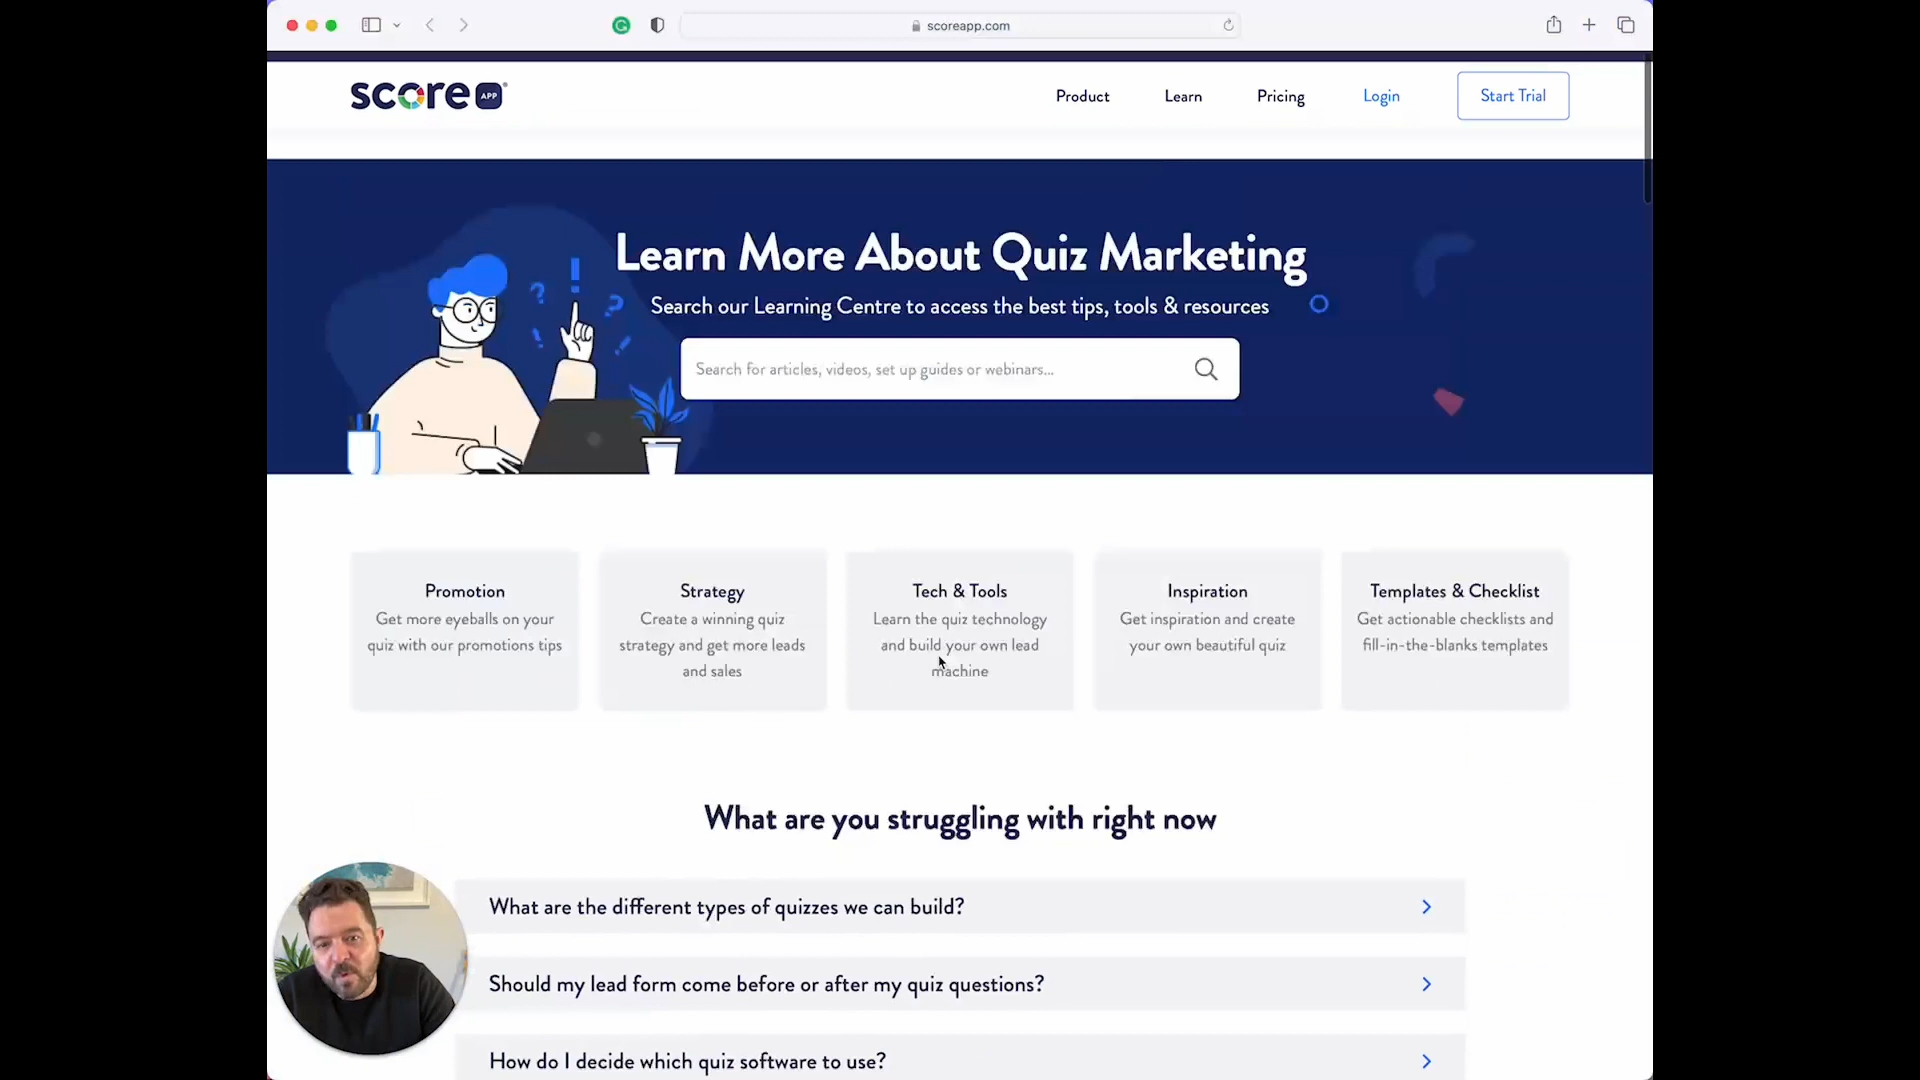 scoreapp.com
score APP
Product
Learn
Pricing
Login
Start Trial
Learn More About Quiz Marketing
Search our Learning Centre to access the best tips, tools & resources
Search for articles, videos, set up guides or webinars...
Promotion
Get more eyeballs on your
quiz with our promotions tips
Strategy
Create a winning quiz
strategy and get more leads
and sales
Tech & Tools
Learn the quiz technology
and build your own lead
machine
Inspiration
Get inspiration and create
your own beautiful quiz
Templates & Checklist
Get actionable checklists and
fill-in-the-blanks templates
What are you struggling with right now
What are the different types of quizzes we can build?
Should my lead form come before or after my quiz questions?
How do I decide which quiz software to use?